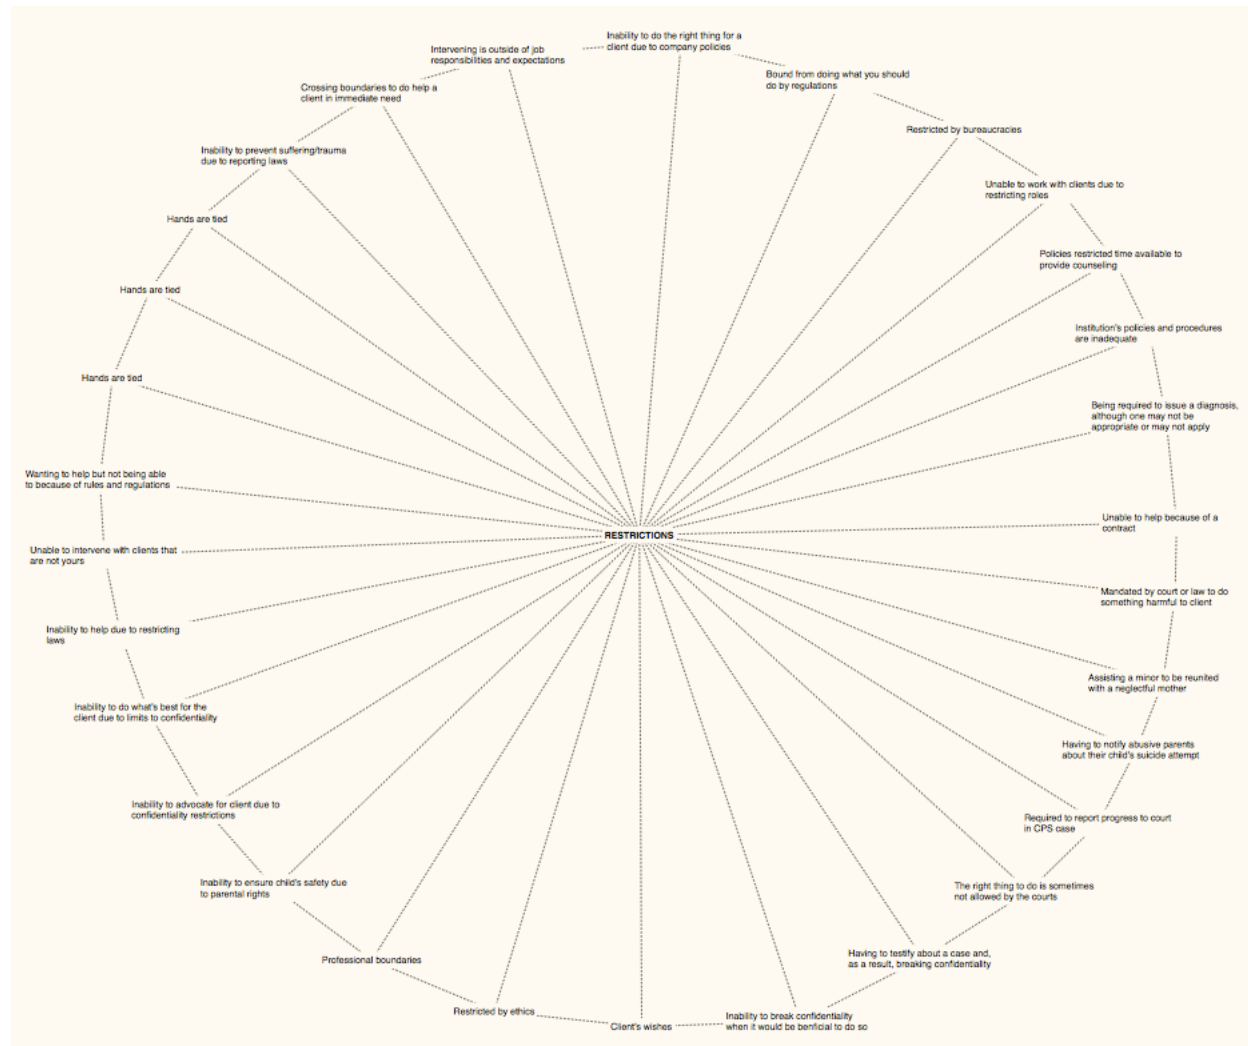 Inability to do the right thing for a
client due to company policies
Intervening is outside of job
responsibilities and expectations
Bound from doing what you should
do by regulations
Crossing boundaries to do help a
client in immediate need
Restricted by bureaucracies
Inability to prevent suffering/trauma
due to reporting laws
Unable to work with clients due to
restricting roles
Hands are tied
Policies restricted time available to
provide counseling
Hands are tied
Institution's policies and procedures
are inadequate
Hands are tied
Being required to issue a diagnosis,
although one may not be
appropriate or may not apply
Wanting to help but not being able
to because of rules and regulations
Unable to help because of a
contract
RESTRICTIONS
Unable to intervene with clients that
are not yours
Mandated by court or law to do
something harmful to client
Inability to help due to restricting
laws
Assisting a minor to be reunited
with a neglectful mother
Inability to do what's best for the
client due to limits to confidentiality
Having to notify abusive parents
about their child's suicide attempt
Inability to advocate for client due to
confidentiality restrictions
Required to report progress to court
in CPS case
Inability to ensure child's safety due
to parental rights
The right thing to do is sometimes
not allowed by the courts
Professional boundaries
Having to testify about a case and,
as a result, breaking confidentiality
Restricted by ethics
Client's wishes
Inability to break confidentiality
when it would be benficial to do so